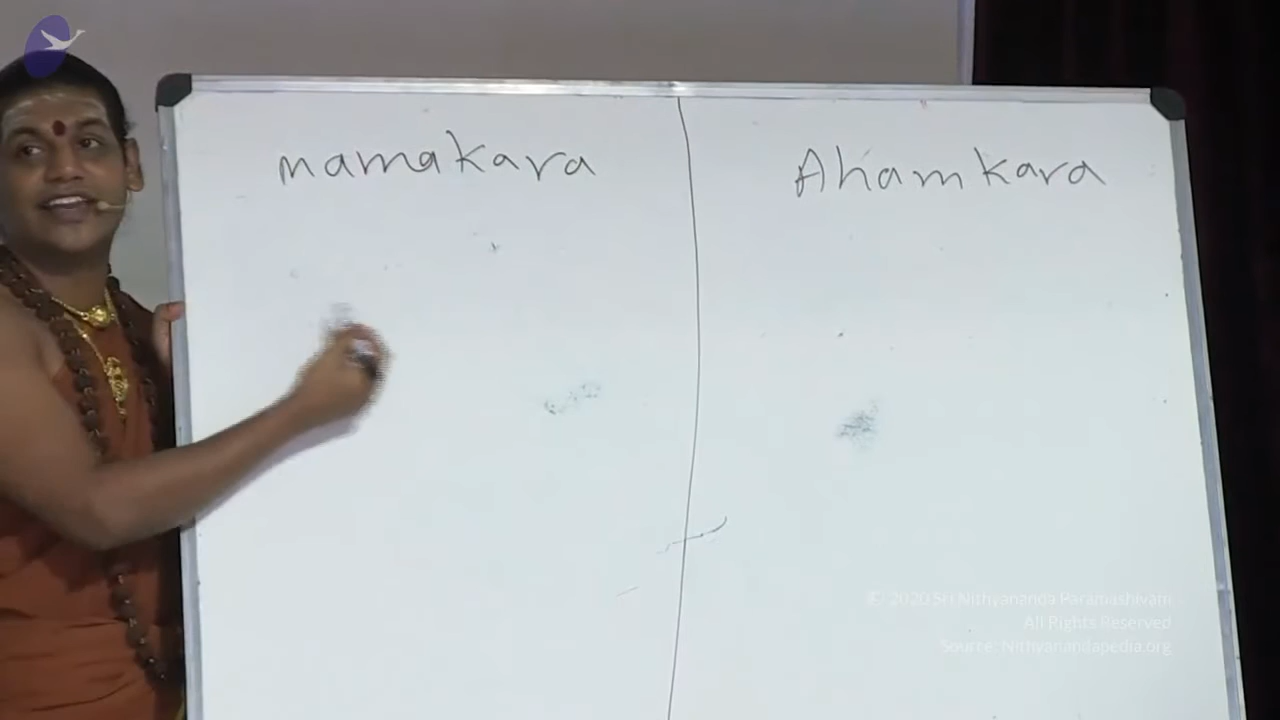 mamakara
Ahamkara
© 2020 Sri Nithyananda Paramashivam
All Rights Reserved
Source: Nithyanandapedia.org